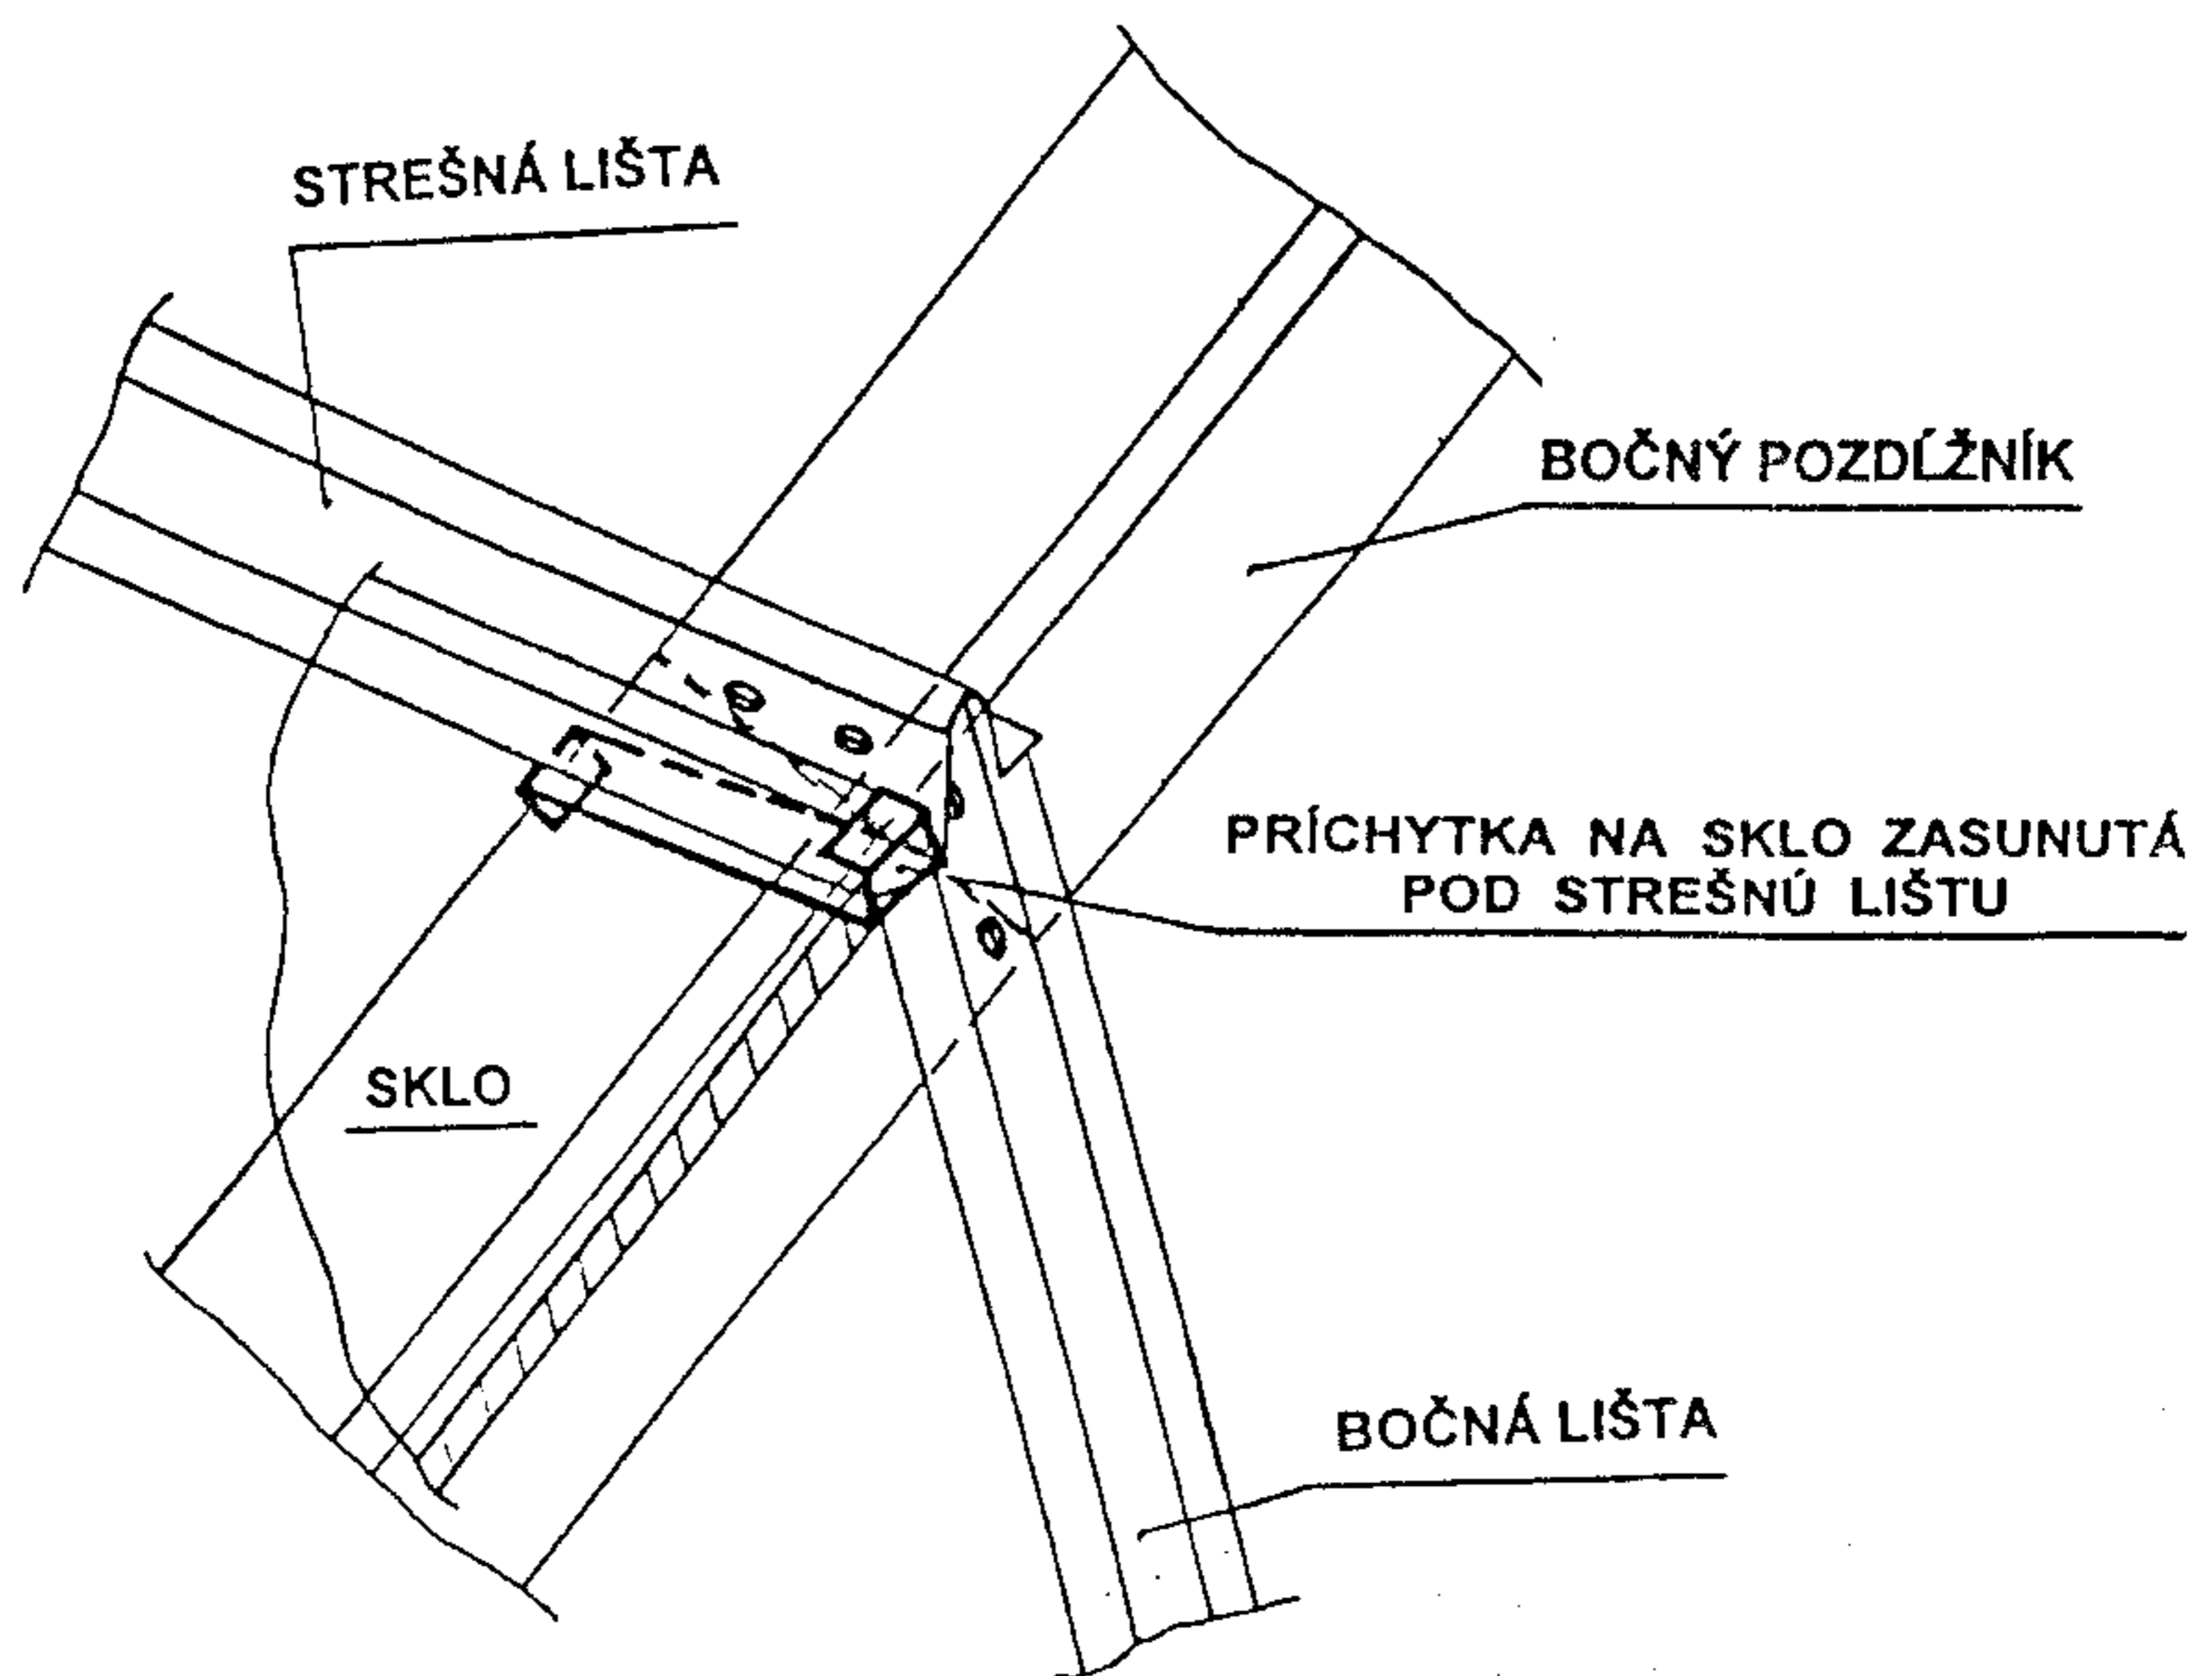 STREŠNÁ LIŠTA
BOČNÝ POZDĹŽNÍK
PRÍCHYTKA NA SKLO ZASUNUTÁ
POD STREŠNÚ LIŠTU
SKLO
BOČNÁ LIŠTA